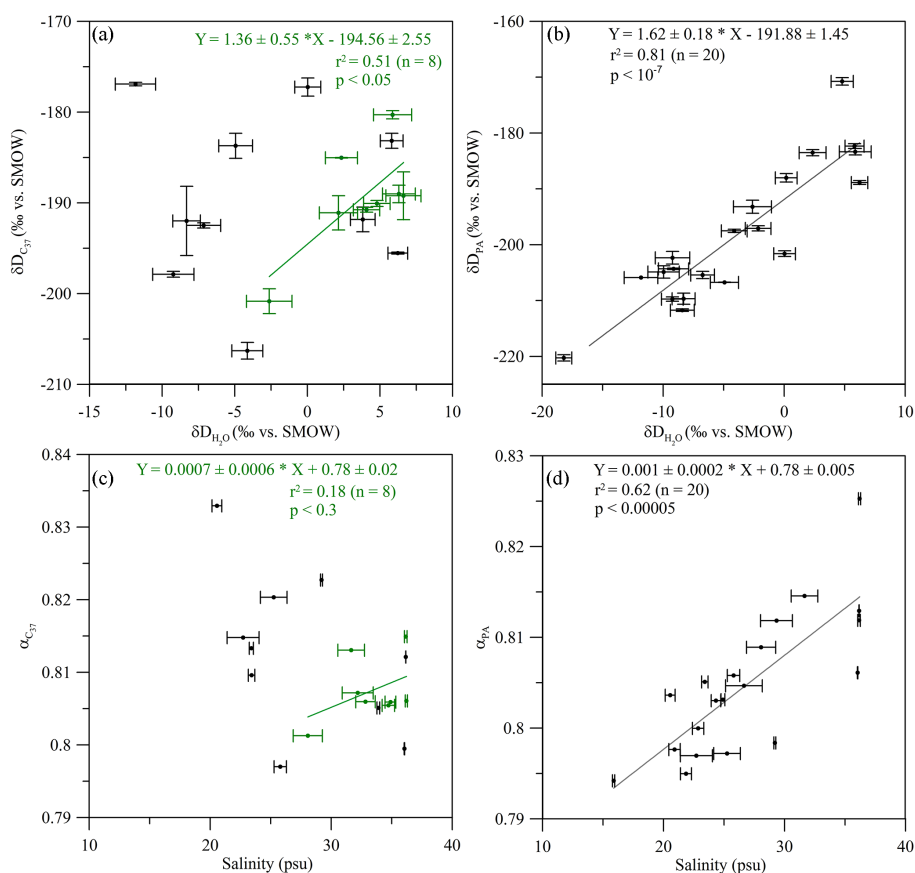 (a)
Y = 1.36 ± 0.55 *X - 194.56 ± 2.55
r² = 0.51 (n = 8)
p < 0.05
-170
-180
-190
-200
-210
δD_C₃₇ (‰ vs. SMOW)
-15 -10 -5 0 5 10
δD_H₂O (‰ vs. SMOW)
(b)
Y = 1.62 ± 0.18 * X - 191.88 ± 1.45
r² = 0.81 (n = 20)
p < 10⁻⁷
-160
-180
-200
-220
δD_PA (‰ vs. SMOW)
-20 -10 0 10
δD_H₂O (‰ vs. SMOW)
(c)
Y = 0.0007 ± 0.0006 * X + 0.78 ± 0.02
r² = 0.18 (n = 8)
p < 0.3
0.84
0.83
0.82
0.81
0.8
0.79
α_C₃₇
10 20 30 40
Salinity (psu)
(d)
Y = 0.001 ± 0.0002 * X + 0.78 ± 0.005
r² = 0.62 (n = 20)
p < 0.00005
0.83
0.82
0.81
0.8
0.79
α_PA
10 20 30 40
Salinity (psu)